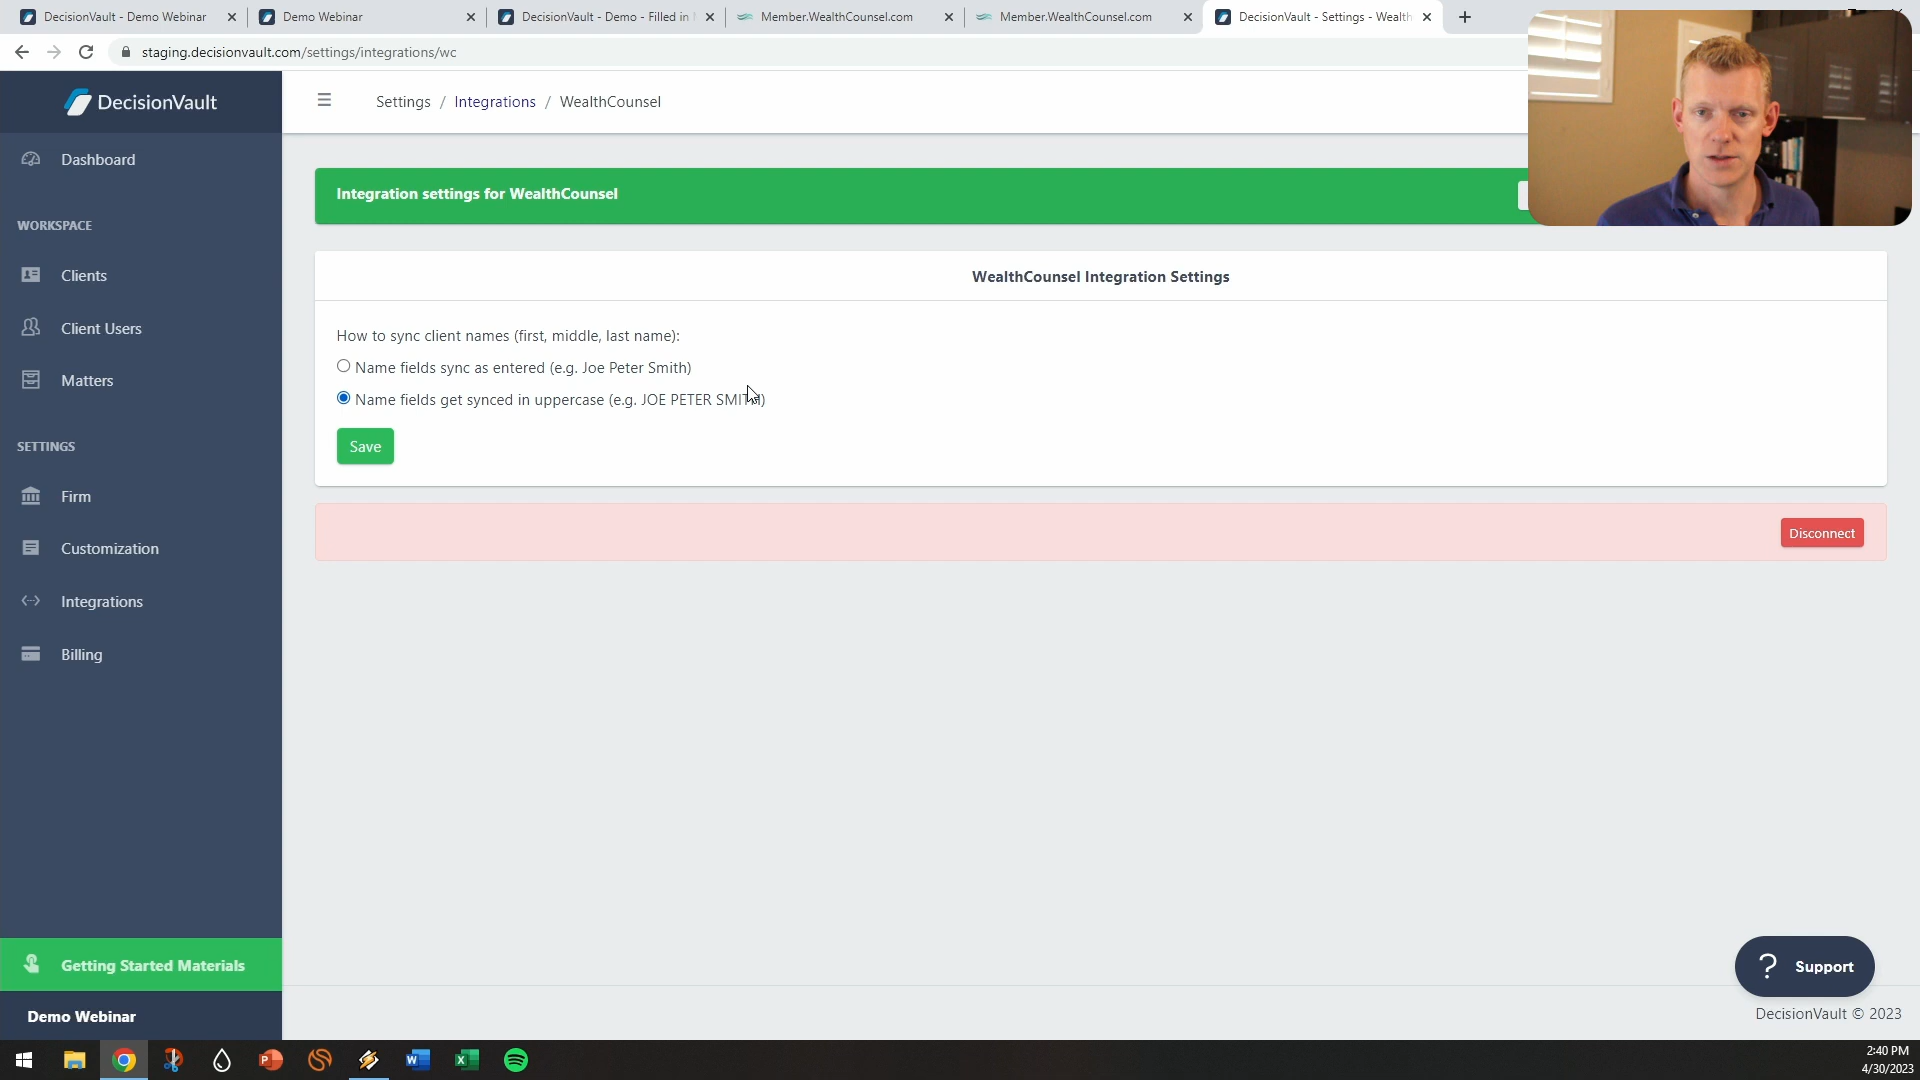 DecisionVault - Demo Webinar
Demo Webinar
DecisionVault - Demo - Filled in
Member.WealthCounsel.com
Member.WealthCounsel.com
DecisionVault - Settings - Wealth
staging.decisionvault.com/settings/integrations/wc
DecisionVault
Settings / Integrations / WealthCounsel
Dashboard
WORKSPACE
Clients
Client Users
Matters
SETTINGS
Firm
Customization
Integrations
Billing
Getting Started Materials
Demo Webinar
Integration settings for WealthCounsel
WealthCounsel Integration Settings
How to sync client names (first, middle, last name):
Name fields sync as entered (e.g. Joe Peter Smith)
Name fields get synced in uppercase (e.g. JOE PETER SMITH)
Save
Disconnect
? Support
DecisionVault © 2023
2:40 PM
4/30/2023